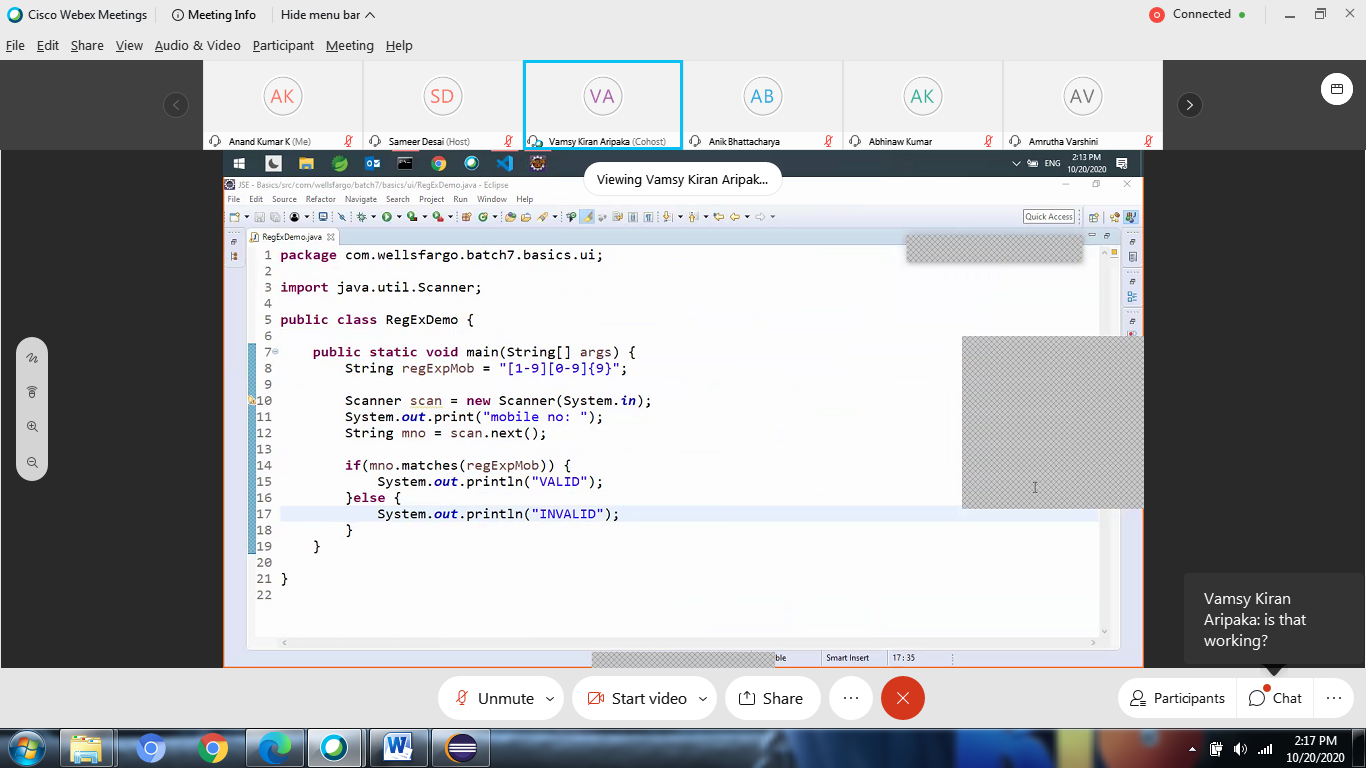 Cisco Webex Meetings
Meeting Info
Hide menu bar
Connected
File Edit Share View Audio & Video Participant Meeting Help
AK SD VA AB AK AV
Anand Kumar K (Me) Sameer Desai (Host) Vamsy Kiran Aripaka (Cohost) Anik Bhattacharya Abhinaw Kumar Amrutha Varshini
ENG
2:13 PM
10/20/2020
Viewing Vamsy Kiran Aripak...
JSE - Basics/src/com/wellsfargo/batch7/basics/ui/RegExDemo.java - Eclipse
File Edit Source Refactor Navigate Search Project Run Window Help
Quick Access
RegExDemo.java
1 package com.wellsfargo.batch7.basics.ui;
2
3 import java.util.Scanner;
4
5 public class RegExDemo {
6
7 public static void main(String[] args) {
8 String regExpMob = "[1-9][0-9]{9}";
9
10 Scanner scan = new Scanner(System.in);
11 System.out.print("mobile no: ");
12 String mno = scan.next();
13
14 if(mno.matches(regExpMob)) {
15 System.out.println("VALID");
16 }else {
17 System.out.println("INVALID");
18 }
19 }
20
21 }
22
ble Smart Insert 17 : 35
Vamsy Kiran
Aripaka: is that
working?
Unmute Start video Share Participants Chat
2:17 PM
10/20/2020